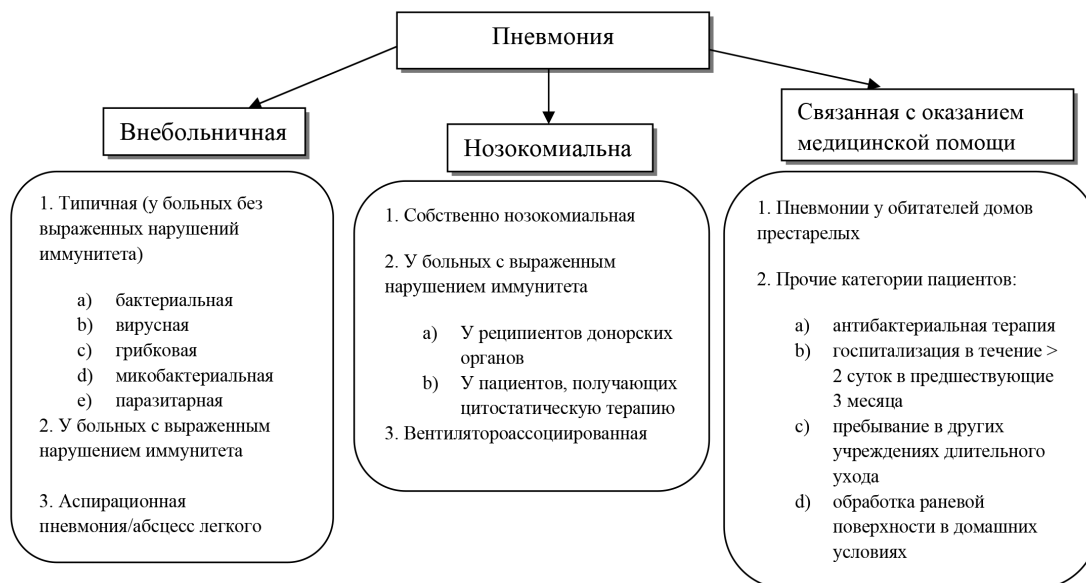 Пневмония
Внебольничная
1. Типичная (у больных без
выраженных нарушений
иммунитета)
a) бактериальная
b) вирусная
c) грибковая
d) микобактериальная
e) паразитарная
2. У больных с выраженным
нарушением иммунитета
3. Аспирационная
пневмония/абсцесс легкого
Нозокомиальна
1. Собственно нозокомиальная
2. У больных с выраженным
нарушением иммунитета
a) У реципиентов донорских
органов
b) У пациентов, получающих
цитостатическую терапию
3. Вентилятороассоциированная
Связанная с оказанием
медицинской помощи
1. Пневмонии у обитателей домов
престарелых
2. Прочие категории пациентов:
a) антибактериальная терапия
b) госпитализация в течение >
2 суток в предшествующие
3 месяца
c) пребывание в других
учреждениях длительного
ухода
d) обработка раневой
поверхности в домашних
условиях